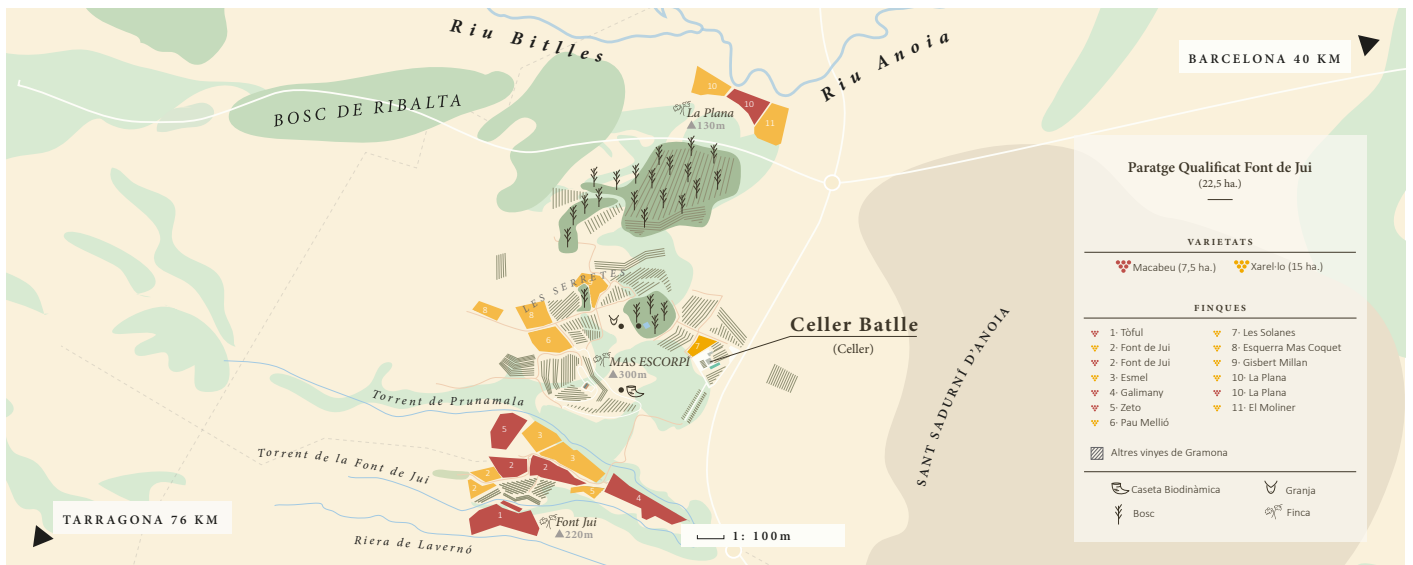 Riu Bitlles
Riu Anoia
BARCELONA 40 KM
BOSC DE RIBALTA
10
10
11
La Plana
130m
LES SERRETES
8
8
6
7
Celler Batlle
(Celler)
MAS ESCORPÍ
300m
SANT SADURNÍ D'ANOIA
Torrent de Prunamala
5
3
3
Torrent de la Font de Jui
2
2
2
2
5
4
1
Font Jui
220m
Riera de Lavernó
TARRAGONA 76 KM
1: 100m
Paratge Qualificat Font de Jui
(22,5 ha.)
VARIETATS
Macabeu (7,5 ha.)
Xarel·lo (15 ha.)
FINQUES
1· Tòful
2· Font de Jui
2· Font de Jui
3· Esmel
4· Galimany
5· Zeto
6· Pau Mellió
7· Les Solanes
8· Esquerra Mas Coquet
9· Gisbert Millan
10· La Plana
10· La Plana
11· El Moliner
Altres vinyes de Gramona
Caseta Biodinàmica
Granja
Bosc
Finca